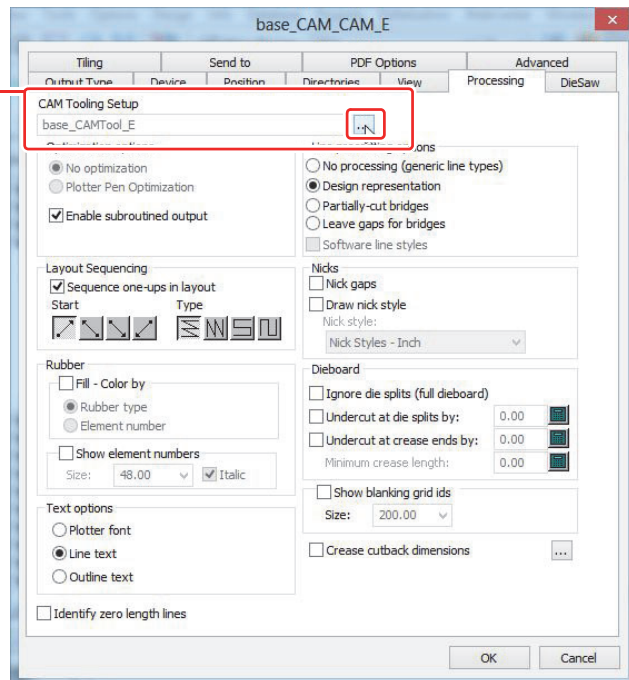 base_CAM_CAM_E
Tiling Send to PDF Options Advanced
Output Type Device Position Directories View Processing DieSaw
CAM Tooling Setup
base_CAMTool_E
...
Optimization options
No optimization
Plotter Pen Optimization
Enable subroutined output
Line processing options
No processing (generic line types)
Design representation
Partially-cut bridges
Leave gaps for bridges
Software line styles
Layout Sequencing
Sequence one-ups in layout
Start Type
Nicks
Nick gaps
Draw nick style
Nick style:
Nick Styles - Inch
Rubber
Fill - Color by
Rubber type
Element number
Show element numbers
Size: 48.00 Italic
Dieboard
Ignore die splits (full dieboard)
Undercut at die splits by: 0.00
Undercut at crease ends by: 0.00
Minimum crease length: 0.00
Show blanking grid ids
Size: 200.00
Text options
Plotter font
Line text
Outline text
Crease cutback dimensions ...
Identify zero length lines
OK Cancel